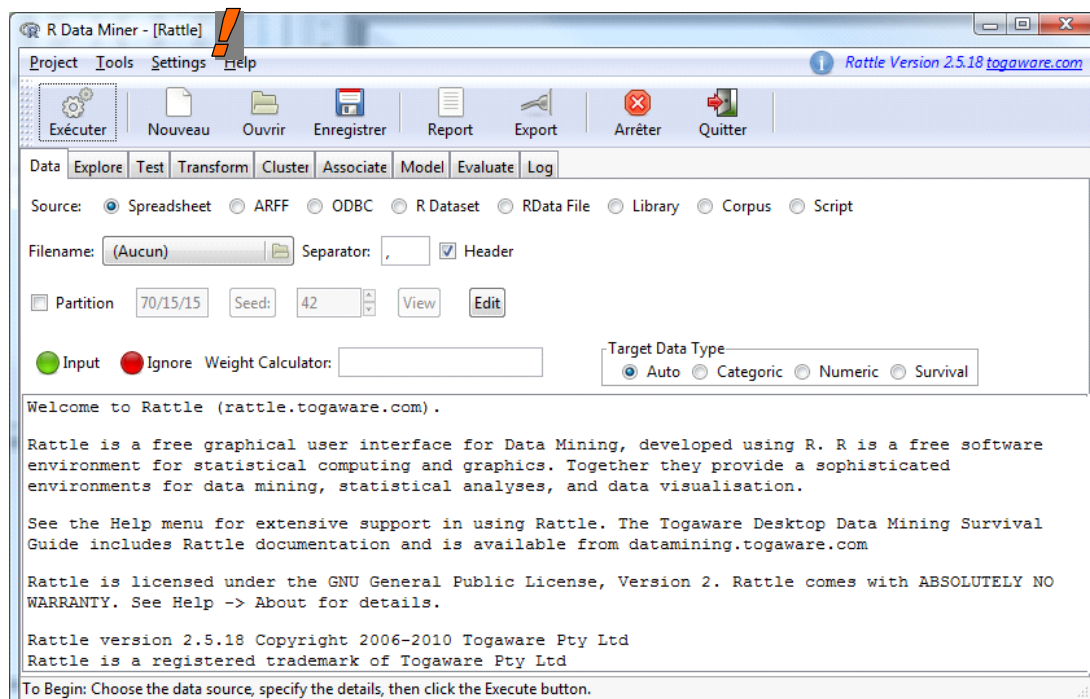 R Data Miner - [Rattle]
Project Tools Settings Help
Rattle Version 2.5.18 togaware.com
Exécuter Nouveau Ouvrir Enregistrer Report Export Arrêter Quitter
Data Explore Test Transform Cluster Associate Model Evaluate Log
Source: Spreadsheet ARFF ODBC R Dataset RData File Library Corpus Script
Filename: (Aucun) Separator: , Header
Partition 70/15/15 Seed: 42 View Edit
Input Ignore Weight Calculator:
Target Data Type
Auto Categoric Numeric Survival
Welcome to Rattle (rattle.togaware.com).
Rattle is a free graphical user interface for Data Mining, developed using R. R is a free software
environment for statistical computing and graphics. Together they provide a sophisticated
environments for data mining, statistical analyses, and data visualisation.
See the Help menu for extensive support in using Rattle. The Togaware Desktop Data Mining Survival
Guide includes Rattle documentation and is available from datamining.togaware.com
Rattle is licensed under the GNU General Public License, Version 2. Rattle comes with ABSOLUTELY NO
WARRANTY. See Help -> About for details.
Rattle version 2.5.18 Copyright 2006-2010 Togaware Pty Ltd
Rattle is a registered trademark of Togaware Pty Ltd
To Begin: Choose the data source, specify the details, then click the Execute button.